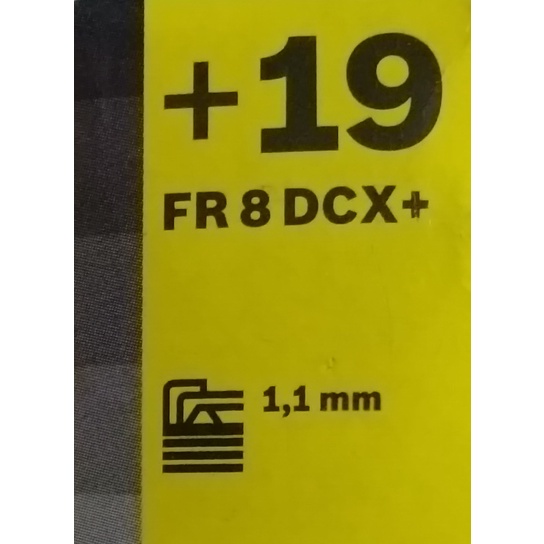 +19
FR 8 DCX+
1,1 mm